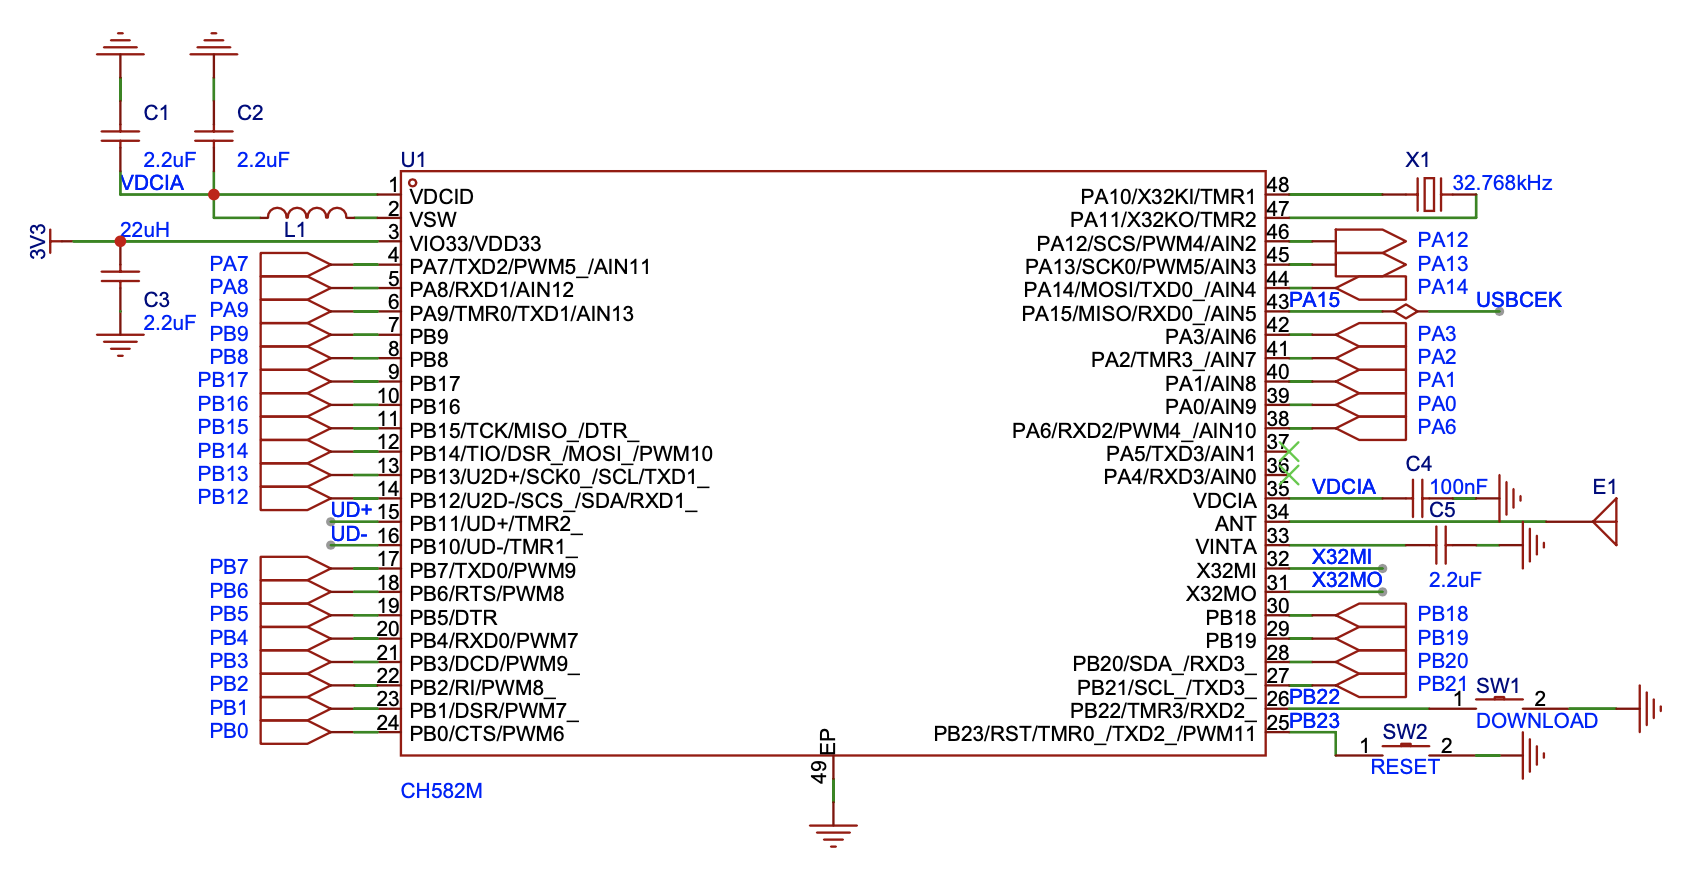 C1
C2
2.2uF
2.2uF
VDCIA
22uH
L1
3V3
C3
2.2uF
PA7
PA8
PA9
PB9
PB8
PB17
PB16
PB15
PB14
PB13
PB12
UD+
UD-
PB7
PB6
PB5
PB4
PB3
PB2
PB1
PB0
U1
1 VDCID
2 VSW
3 VIO33/VDD33
4 PA7/TXD2/PWM5_/AIN11
5 PA8/RXD1/AIN12
6 PA9/TMR0/TXD1/AIN13
7 PB9
8 PB8
9 PB17
10 PB16
11 PB15/TCK/MISO_/DTR_
12 PB14/TIO/DSR_/MOSI_/PWM10
13 PB13/U2D+/SCK0_/SCL/TXD1_
14 PB12/U2D-/SCS_/SDA/RXD1_
15 PB11/UD+/TMR2_
16 PB10/UD-/TMR1_
17 PB7/TXD0/PWM9
18 PB6/RTS/PWM8
19 PB5/DTR
20 PB4/RXD0/PWM7
21 PB3/DCD/PWM9_
22 PB2/RI/PWM8_
23 PB1/DSR/PWM7_
24 PB0/CTS/PWM6
CH582M
49 EP
PA10/X32KI/TMR1 48
PA11/X32KO/TMR2 47
PA12/SCS/PWM4/AIN2 46
PA13/SCK0/PWM5/AIN3 45
PA14/MOSI/TXD0_/AIN4 44
PA15/MISO/RXD0_/AIN5 43
PA3/AIN6 42
PA2/TMR3_/AIN7 41
PA1/AIN8 40
PA0/AIN9 39
PA6/RXD2/PWM4_/AIN10 38
PA5/TXD3/AIN1 37
PA4/RXD3/AIN0 36
VDCIA 35
ANT 34
VINTA 33
X32MI 32
X32MO 31
PB18 30
PB19 29
PB20/SDA_/RXD3_ 28
PB21/SCL_/TXD3_ 27
PB22/TMR3/RXD2_ 26
PB23/RST/TMR0_/TXD2_/PWM11 25
X1
32.768kHz
PA12
PA13
PA14
PA15
USBCEK
PA3
PA2
PA1
PA0
PA6
C4
VDCIA
100nF
E1
C5
X32MI
X32MO
2.2uF
PB18
PB19
PB20
PB21
PB22
1 SW1 2
DOWNLOAD
PB23
1 SW2 2
RESET